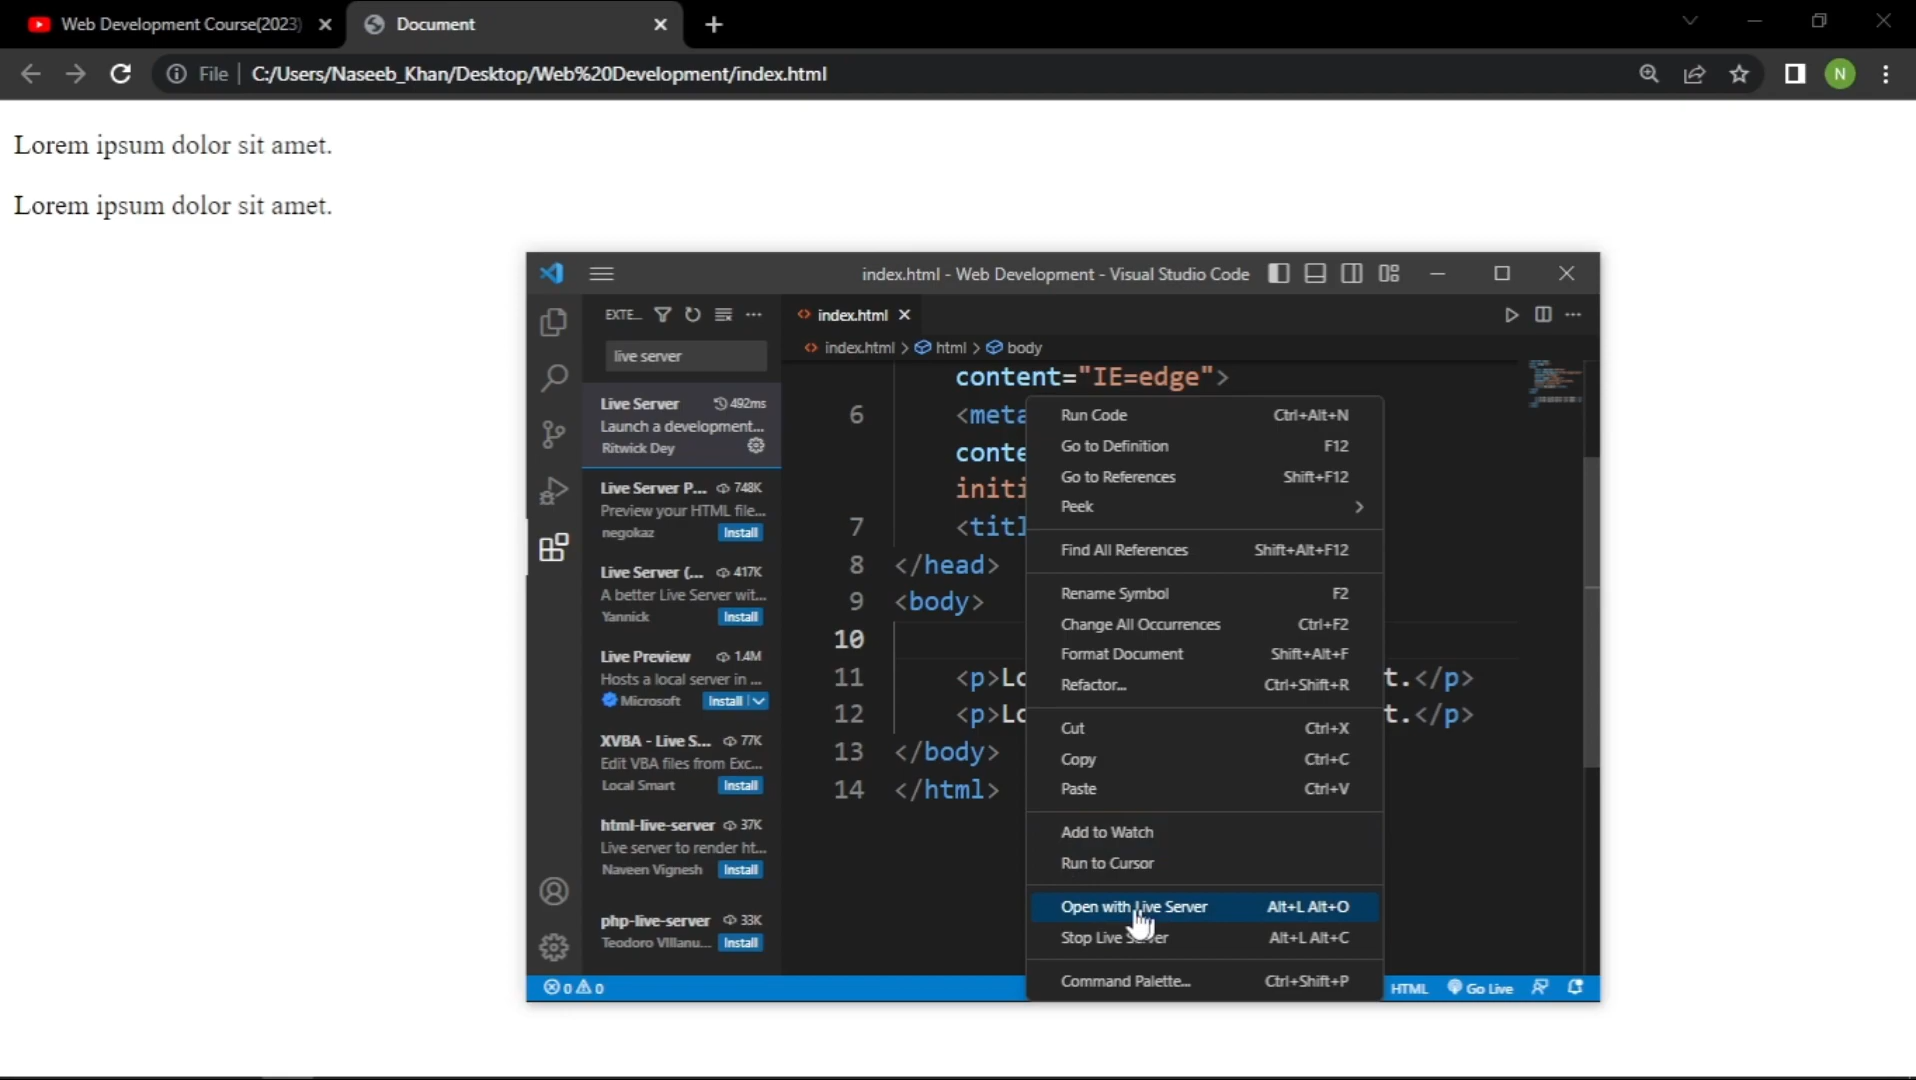 Web Development Course(2023)
Document
File
C:/Users/Naseeb_Khan/Desktop/Web%20Development/index.html
N
Lorem ipsum dolor sit amet.
Lorem ipsum dolor sit amet.
index.html - Web Development - Visual Studio Code
EXTE...
index.html
live server
index.html > html > body
Live Server 492ms
Launch a development...
Ritwick Dey
Live Server P... 748K
Preview your HTML file...
negokaz Install
Live Server (... 417K
A better Live Server wit...
Yannick Install
Live Preview 1.4M
Hosts a local server in ...
Microsoft Install
XVBA - Live S... 77K
Edit VBA files from Exc...
Local Smart Install
html-live-server 37K
Live server to render ht...
Naveen Vignesh Install
php-live-server 33K
Teodoro VIllanu... Install
content="IE=edge">
6 <meta
conte
initi
7 <titl
8 </head>
9 <body>
10
11 <p>Lo t.</p>
12 <p>Lo t.</p>
13 </body>
14 </html>
Run Code Ctrl+Alt+N
Go to Definition F12
Go to References Shift+F12
Peek >
Find All References Shift+Alt+F12
Rename Symbol F2
Change All Occurrences Ctrl+F2
Format Document Shift+Alt+F
Refactor... Ctrl+Shift+R
Cut Ctrl+X
Copy Ctrl+C
Paste Ctrl+V
Add to Watch
Run to Cursor
Open with Live Server Alt+L Alt+O
Stop Live Server Alt+L Alt+C
Command Palette... Ctrl+Shift+P
0 0
HTML Go Live